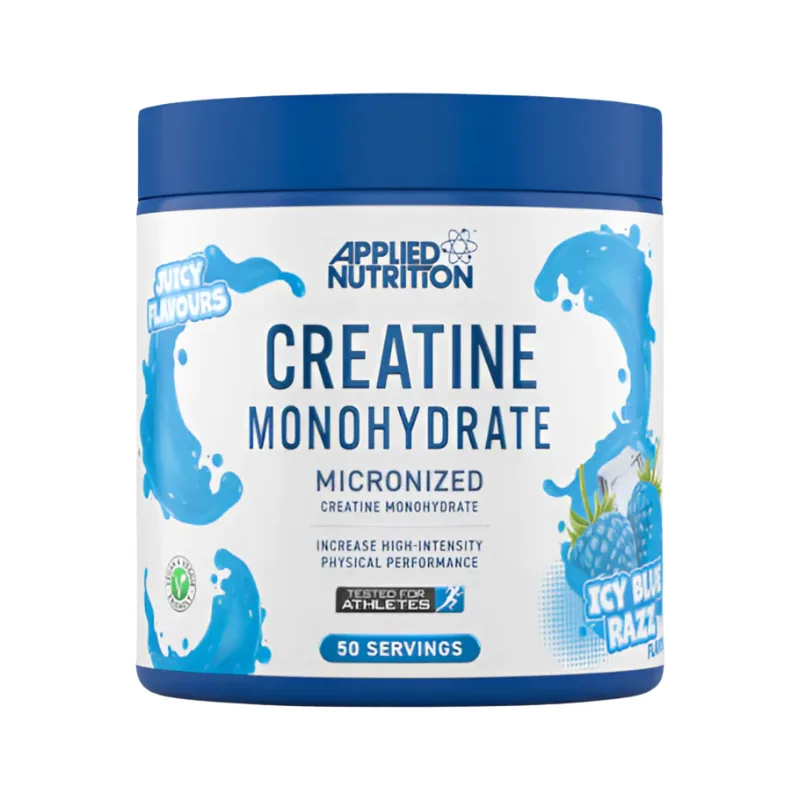 APPLIED
NUTRITION
JUICY
FLAVOURS
CREATINE
MONOHYDRATE
MICRONIZED
CREATINE MONOHYDRATE
INCREASE HIGH-INTENSITY
PHYSICAL PERFORMANCE
TESTED FOR
ATHLETES
50 SERVINGS
ICY BLUE
RAZZ